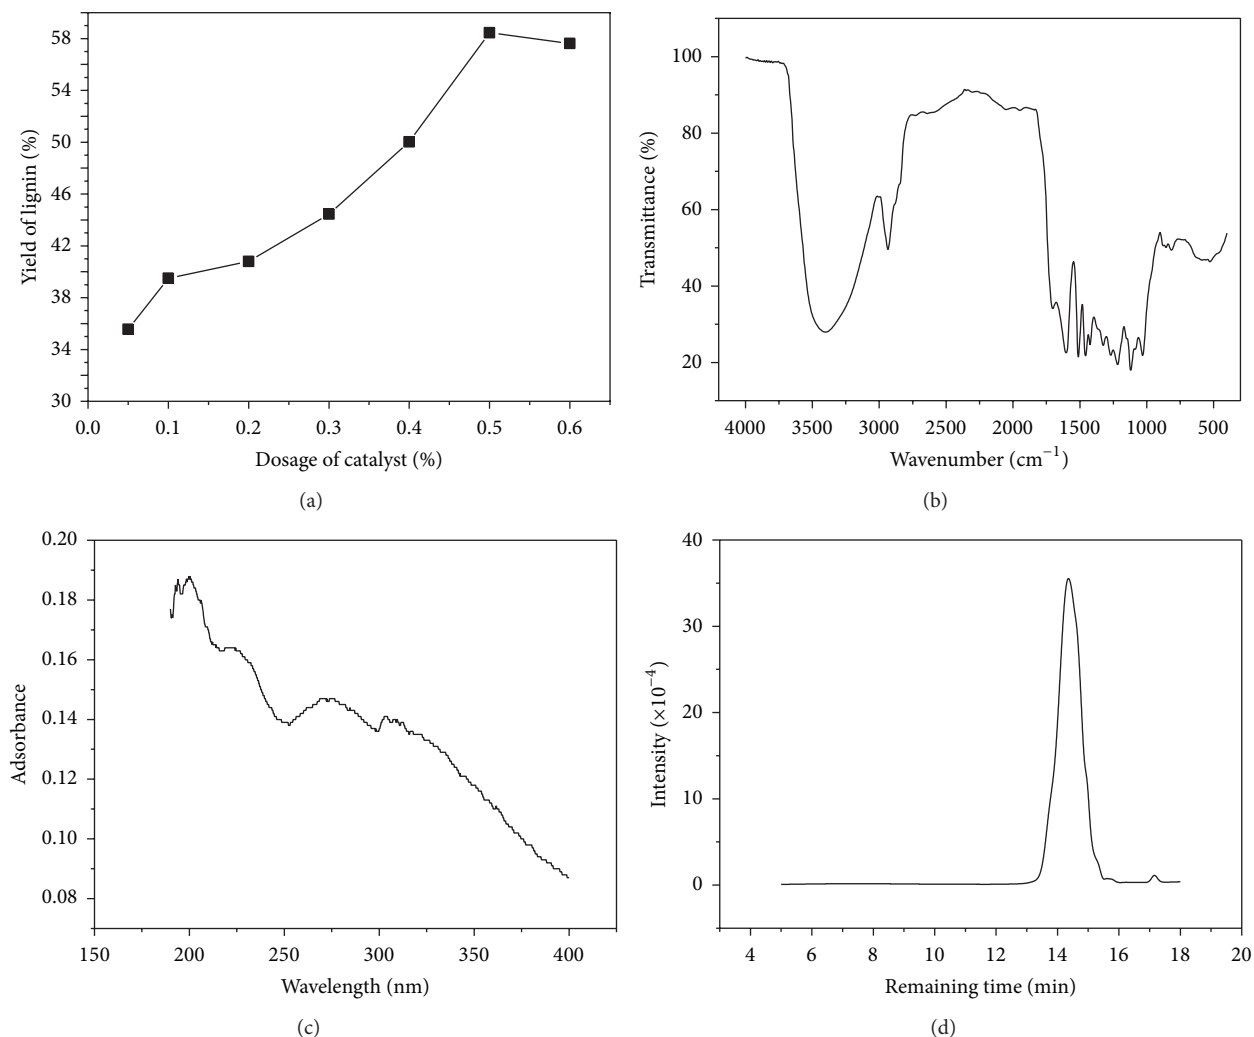 58
54
50
46
42
38
34
30
Yield of lignin (%)
0.0 0.1 0.2 0.3 0.4 0.5 0.6
Dosage of catalyst (%)
(a)
100
80
60
40
20
Transmittance (%)
4000 3500 3000 2500 2000 1500 1000 500
Wavenumber (cm⁻¹)
(b)
0.20
0.18
0.16
0.14
0.12
0.10
0.08
Adsorbance
150 200 250 300 350 400
Wavelength (nm)
(c)
40
30
35
10
0
Intensity (×10⁻⁴)
4 6 8 10 12 14 16 18 20
Remaining time (min)
(d)